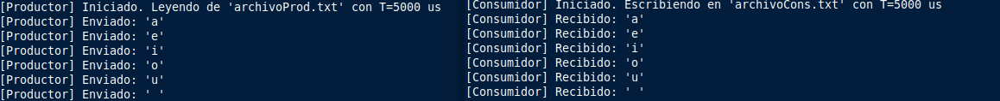 [Productor] Iniciado. Leyendo de 'archivoProd.txt' con T=5000 us
[Productor] Enviado: 'a'
[Productor] Enviado: 'e'
[Productor] Enviado: 'i'
[Productor] Enviado: 'o'
[Productor] Enviado: 'u'
[Productor] Enviado: ' '
[Consumidor] Iniciado. Escribiendo en 'archivoCons.txt' con T=5000 us
[Consumidor] Recibido: 'a'
[Consumidor] Recibido: 'e'
[Consumidor] Recibido: 'i'
[Consumidor] Recibido: 'o'
[Consumidor] Recibido: 'u'
[Consumidor] Recibido: ' '